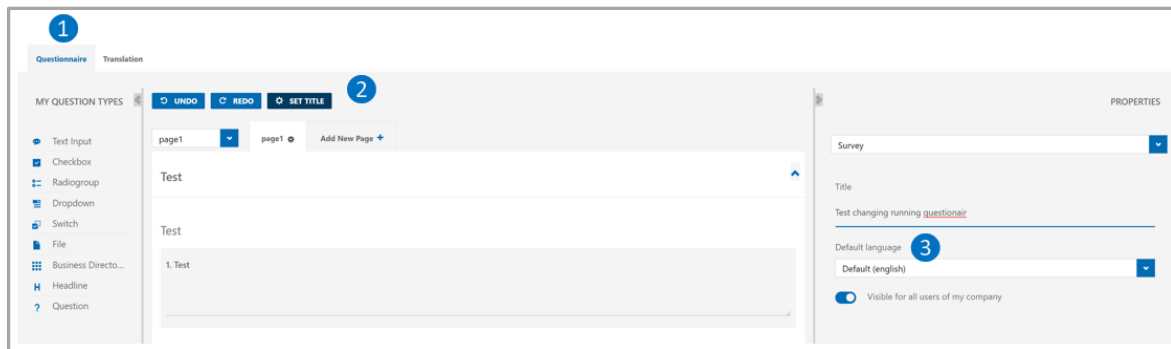 1
Questionnaire Translation
2
MY QUESTION TYPES
UNDO REDO SET TITLE
PROPERTIES
Text Input
Checkbox
Radiogroup
Dropdown
Switch
File
Business Directo...
Headline
Question
page1 page1 Add New Page +
Test
Test
1. Test
Survey
Title
Test changing running questionair
Default language 3
Default (english)
Visible for all users of my company